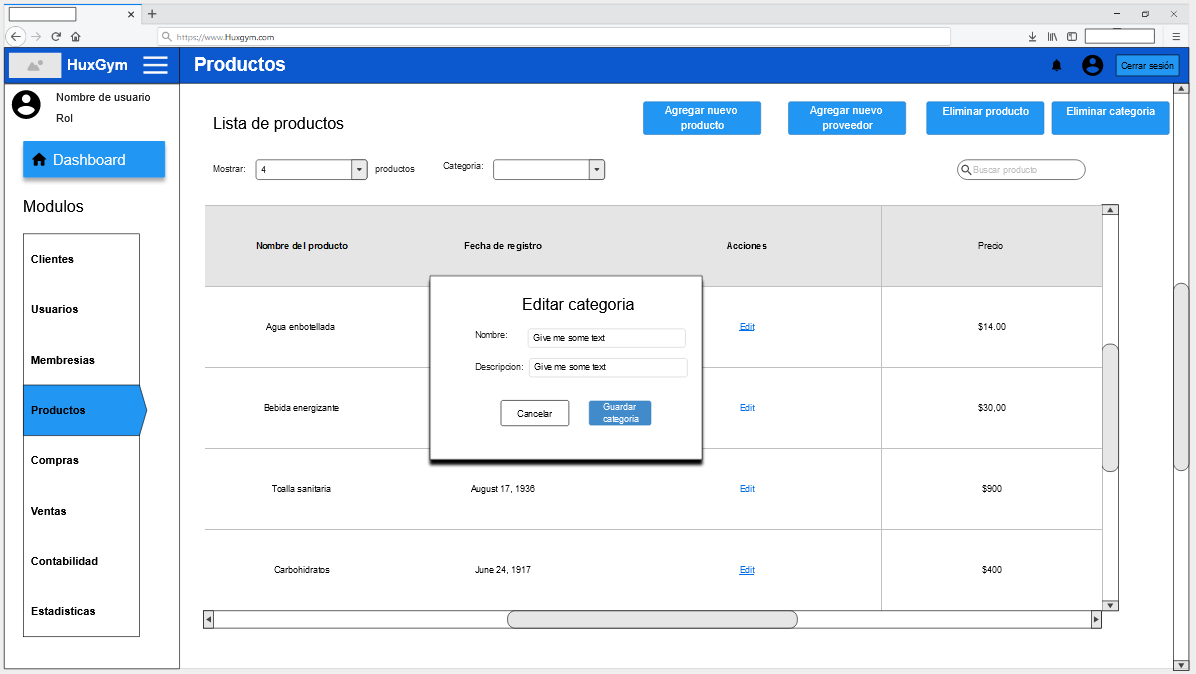 https://www.Huxgym.com
HuxGym
Productos
Cerrar sesión
Nombre de usuario
Rol
Dashboard
Modulos
Clientes
Usuarios
Membresias
Productos
Compras
Ventas
Contabilidad
Estadisticas
Lista de productos
Agregar nuevo
producto
Agregar nuevo
proveedor
Eliminar producto
Eliminar categoria
Mostrar:
4
productos
Categoria:
Buscar producto
Nombre del producto
Fecha de registro
Acciones
Precio
Agua enbotellada
Edit
$14.00
Bebida energizante
Edit
$30,00
Toalla sanitaria
August 17, 1936
Edit
$900
Carbohidratos
June 24, 1917
Edit
$400
Editar categoria
Nombre:
Give me some text
Descripcion:
Give me some text
Cancelar
Guardar
categoria